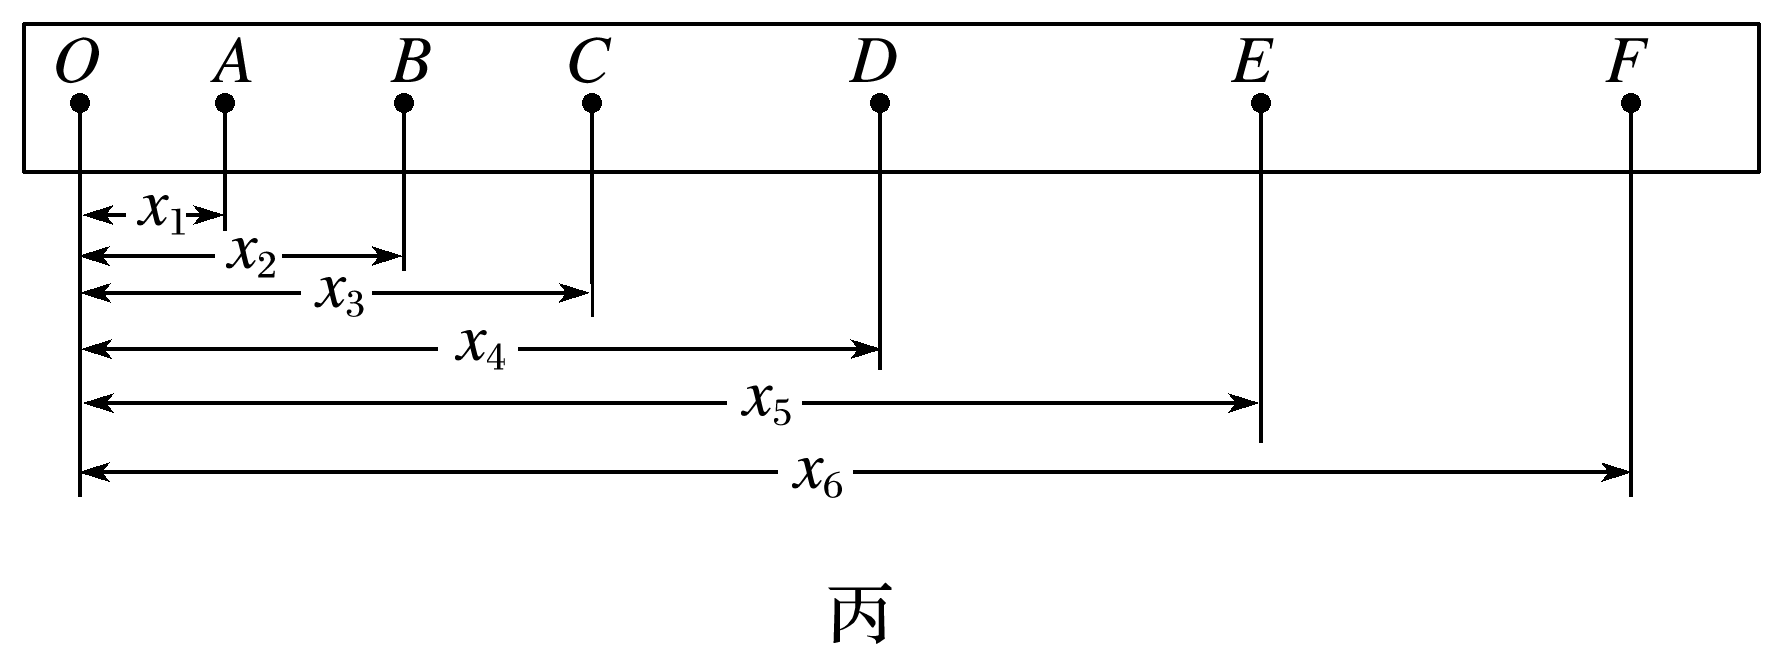 O A B C D E F
x₁
x₂
x₃
x₄
x₅
x₆
丙